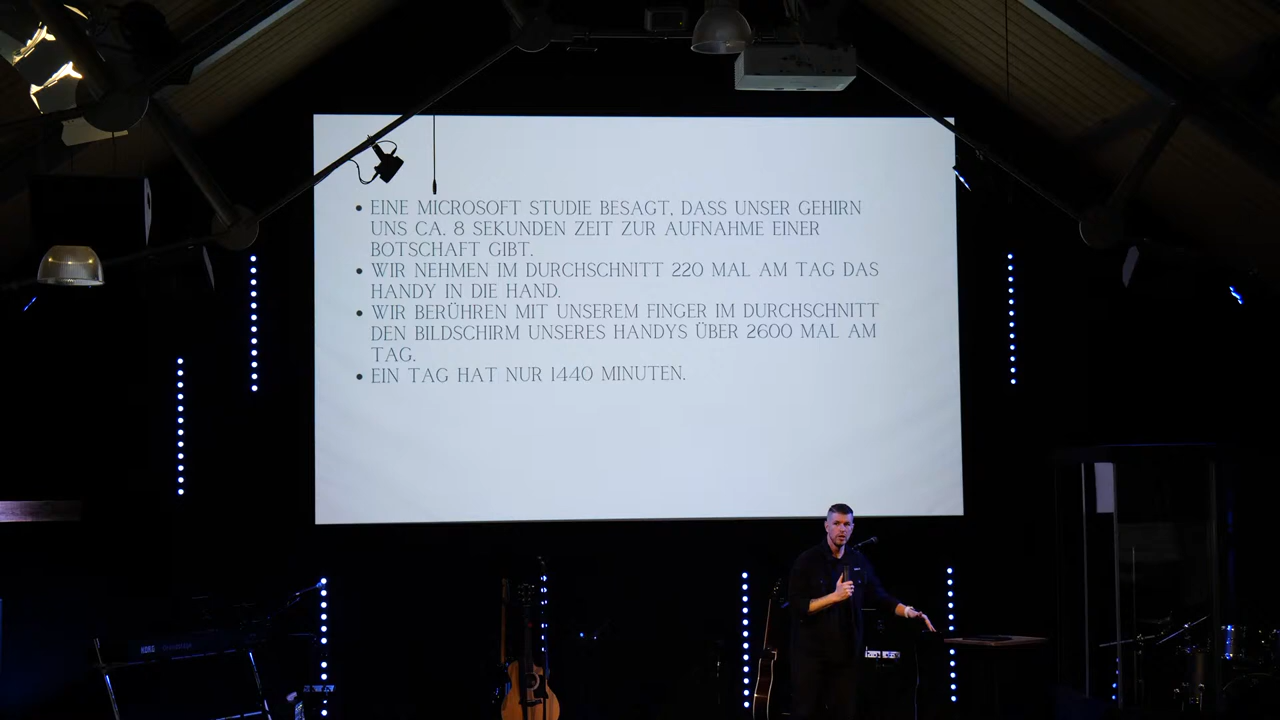 • EINE MICROSOFT STUDIE BESAGT, DASS UNSER GEHIRN
UNS CA. 8 SEKUNDEN ZEIT ZUR AUFNAHME EINER
BOTSCHAFT GIBT.
• WIR NEHMEN IM DURCHSCHNITT 220 MAL AM TAG DAS
HANDY IN DIE HAND.
• WIR BERÜHREN MIT UNSEREM FINGER IM DURCHSCHNITT
DEN BILDSCHIRM UNSERES HANDYS ÜBER 2600 MAL AM
TAG.
• EIN TAG HAT NUR 1440 MINUTEN.
KORG